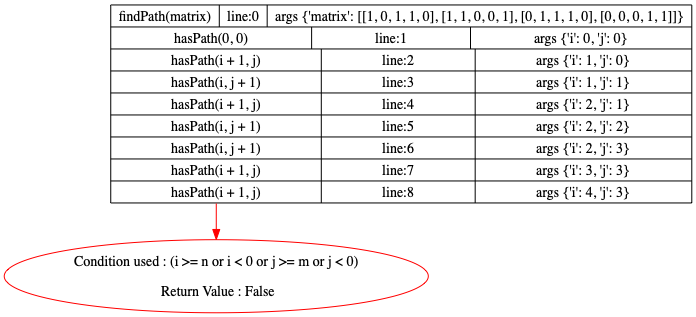 findPath(matrix) line:0 args {'matrix': [[1, 0, 1, 1, 0], [1, 1, 0, 0, 1], [0, 1, 1, 1, 0], [0, 0, 0, 1, 1]]}
hasPath(0, 0) line:1 args {'i': 0, 'j': 0}
hasPath(i + 1, j) line:2 args {'i': 1, 'j': 0}
hasPath(i, j + 1) line:3 args {'i': 1, 'j': 1}
hasPath(i + 1, j) line:4 args {'i': 2, 'j': 1}
hasPath(i, j + 1) line:5 args {'i': 2, 'j': 2}
hasPath(i, j + 1) line:6 args {'i': 2, 'j': 3}
hasPath(i + 1, j) line:7 args {'i': 3, 'j': 3}
hasPath(i + 1, j) line:8 args {'i': 4, 'j': 3}
Condition used : (i >= n or i < 0 or j >= m or j < 0)
Return Value : False